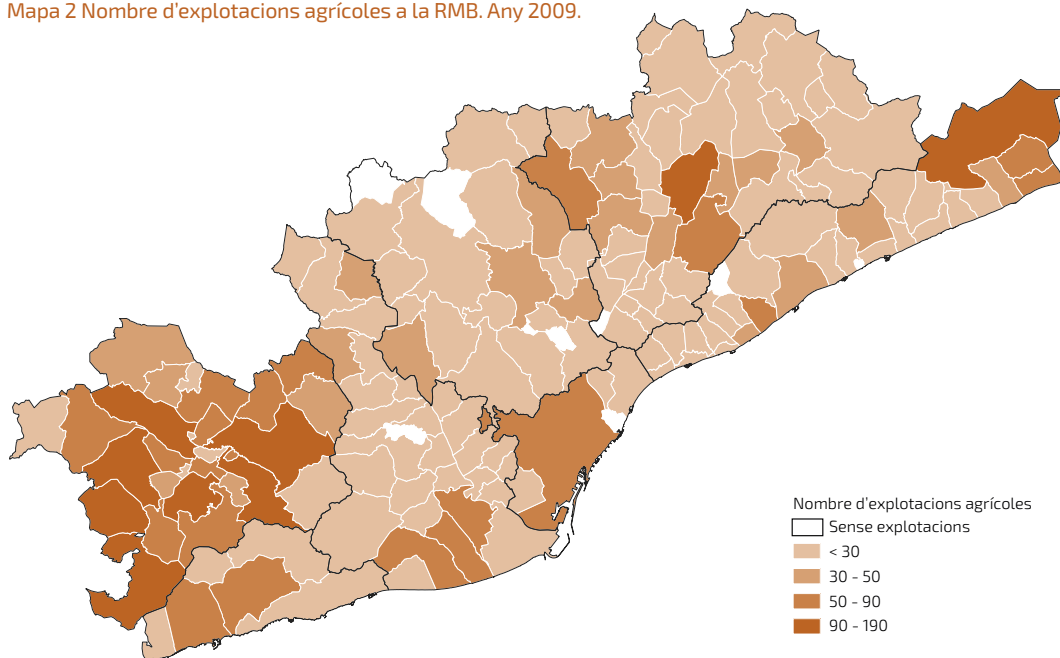 Mapa 2 Nombre d'explotacions agrícoles a la RMB. Any 2009.
Nombre d'explotacions agrícoles
Sense explotacions
< 30
30 - 50
50 - 90
90 - 190